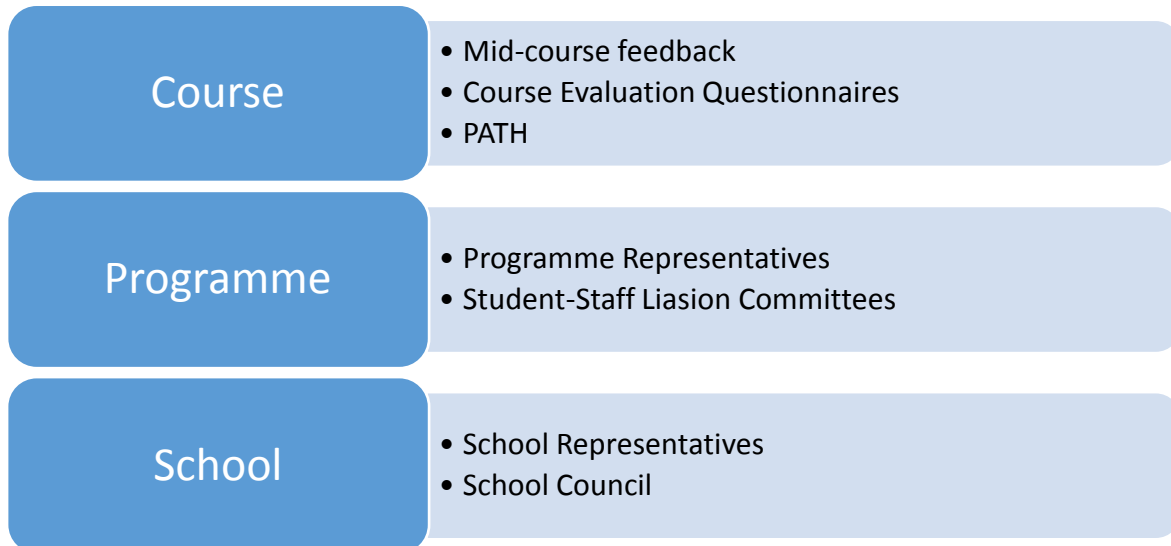 Course
• Mid-course feedback
• Course Evaluation Questionnaires
• PATH
Programme
• Programme Representatives
• Student-Staff Liasion Committees
School
• School Representatives
• School Council